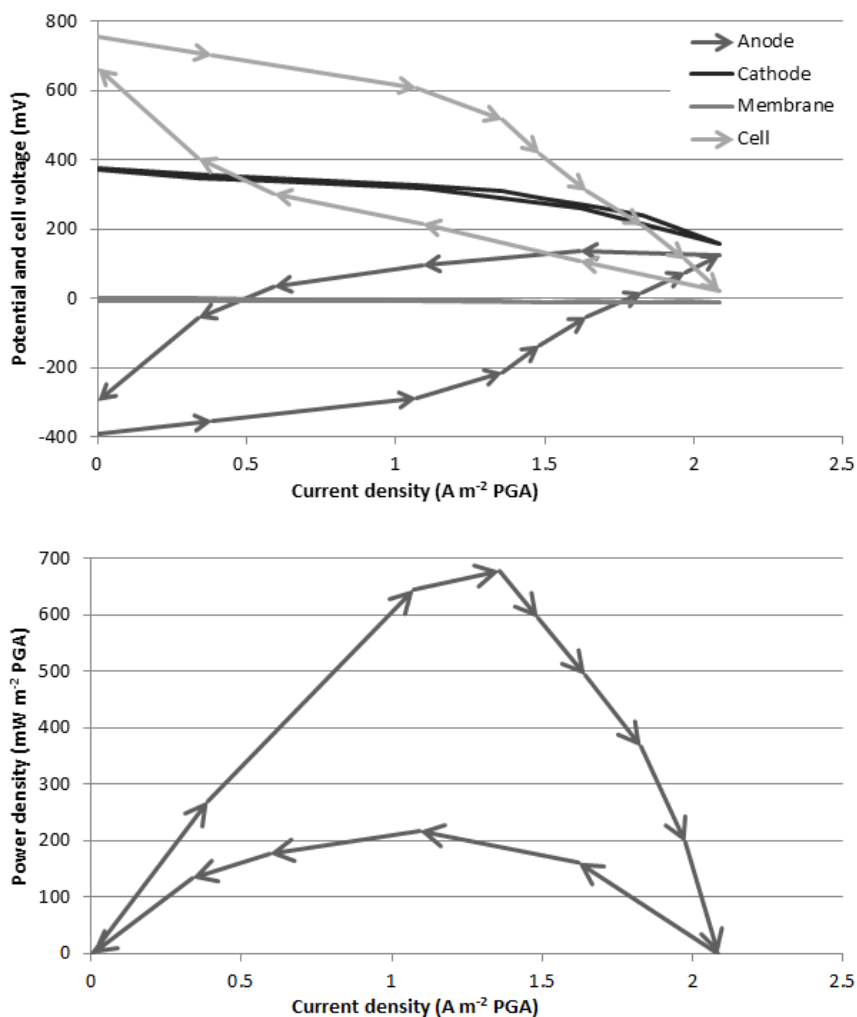 800
600
400
200
0
-200
-400
Potential and cell voltage (mV)
Anode
Cathode
Membrane
Cell
0 0.5 1 1.5 2 2.5
Current density (A m⁻² PGA)
700
600
500
400
300
200
100
0
Power density (mW m⁻² PGA)
0 0.5 1 1.5 2 2.5
Current density (A m⁻² PGA)